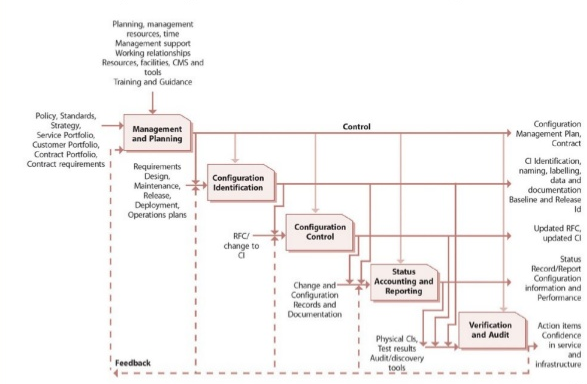 Planning, management
resources, time
Management support
Working relationships
Resources, facilities, CMS and
tools
Training and Guidance
Policy, Standards,
Strategy,
Service Portfolio,
Customer Portfolio,
Contract Portfolio,
Contract requirements
Management
and Planning
Control
Configuration
Management Plan,
Contract
Requirements
Design,
Maintenance,
Release,
Deployment,
Operations plans
Configuration
Identification
CI Identification,
naming, labelling,
data and
documentation
Baseline and Release
Id
RFC/
change to
CI
Configuration
Control
Updated RFC,
updated CI
Change and
Configuration
Records and
Documentation
Status
Accounting and
Reporting
Status
Record/Report
Configuration
information and
Performance
Physical CIs,
Test results
Audit/discovery
tools
Verification
and Audit
Action items
Confidence
in service
and
infrastructure
Feedback